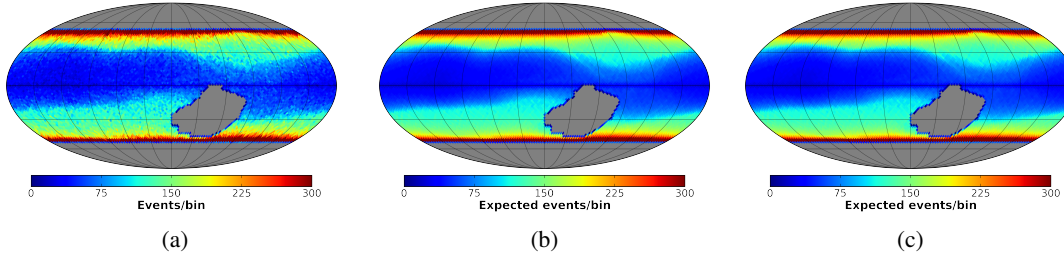 0 75 150 225 300
Events/bin
(a)
0 75 150 225 300
Expected events/bin
(b)
0 75 150 225 300
Expected events/bin
(c)